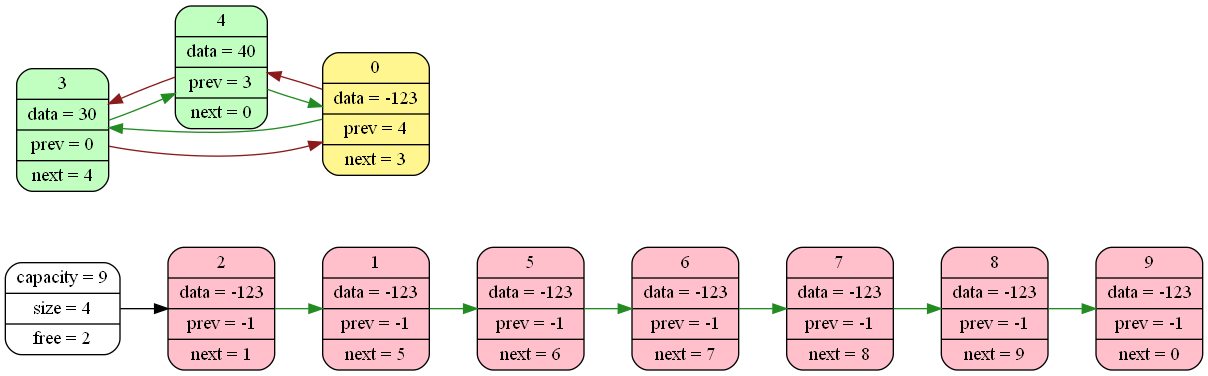 4
data = 40
prev = 3
next = 0
3
data = 30
prev = 0
next = 4
0
data = -123
prev = 4
next = 3
capacity = 9
size = 4
free = 2
2
data = -123
prev = -1
next = 1
1
data = -123
prev = -1
next = 5
5
data = -123
prev = -1
next = 6
6
data = -123
prev = -1
next = 7
7
data = -123
prev = -1
next = 8
8
data = -123
prev = -1
next = 9
9
data = -123
prev = -1
next = 0